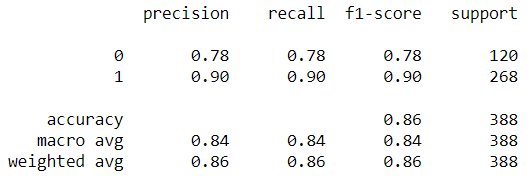 precision recall f1-score support
0 0.78 0.78 0.78 120
1 0.90 0.90 0.90 268
accuracy 0.86 388
macro avg 0.84 0.84 0.84 388
weighted avg 0.86 0.86 0.86 388